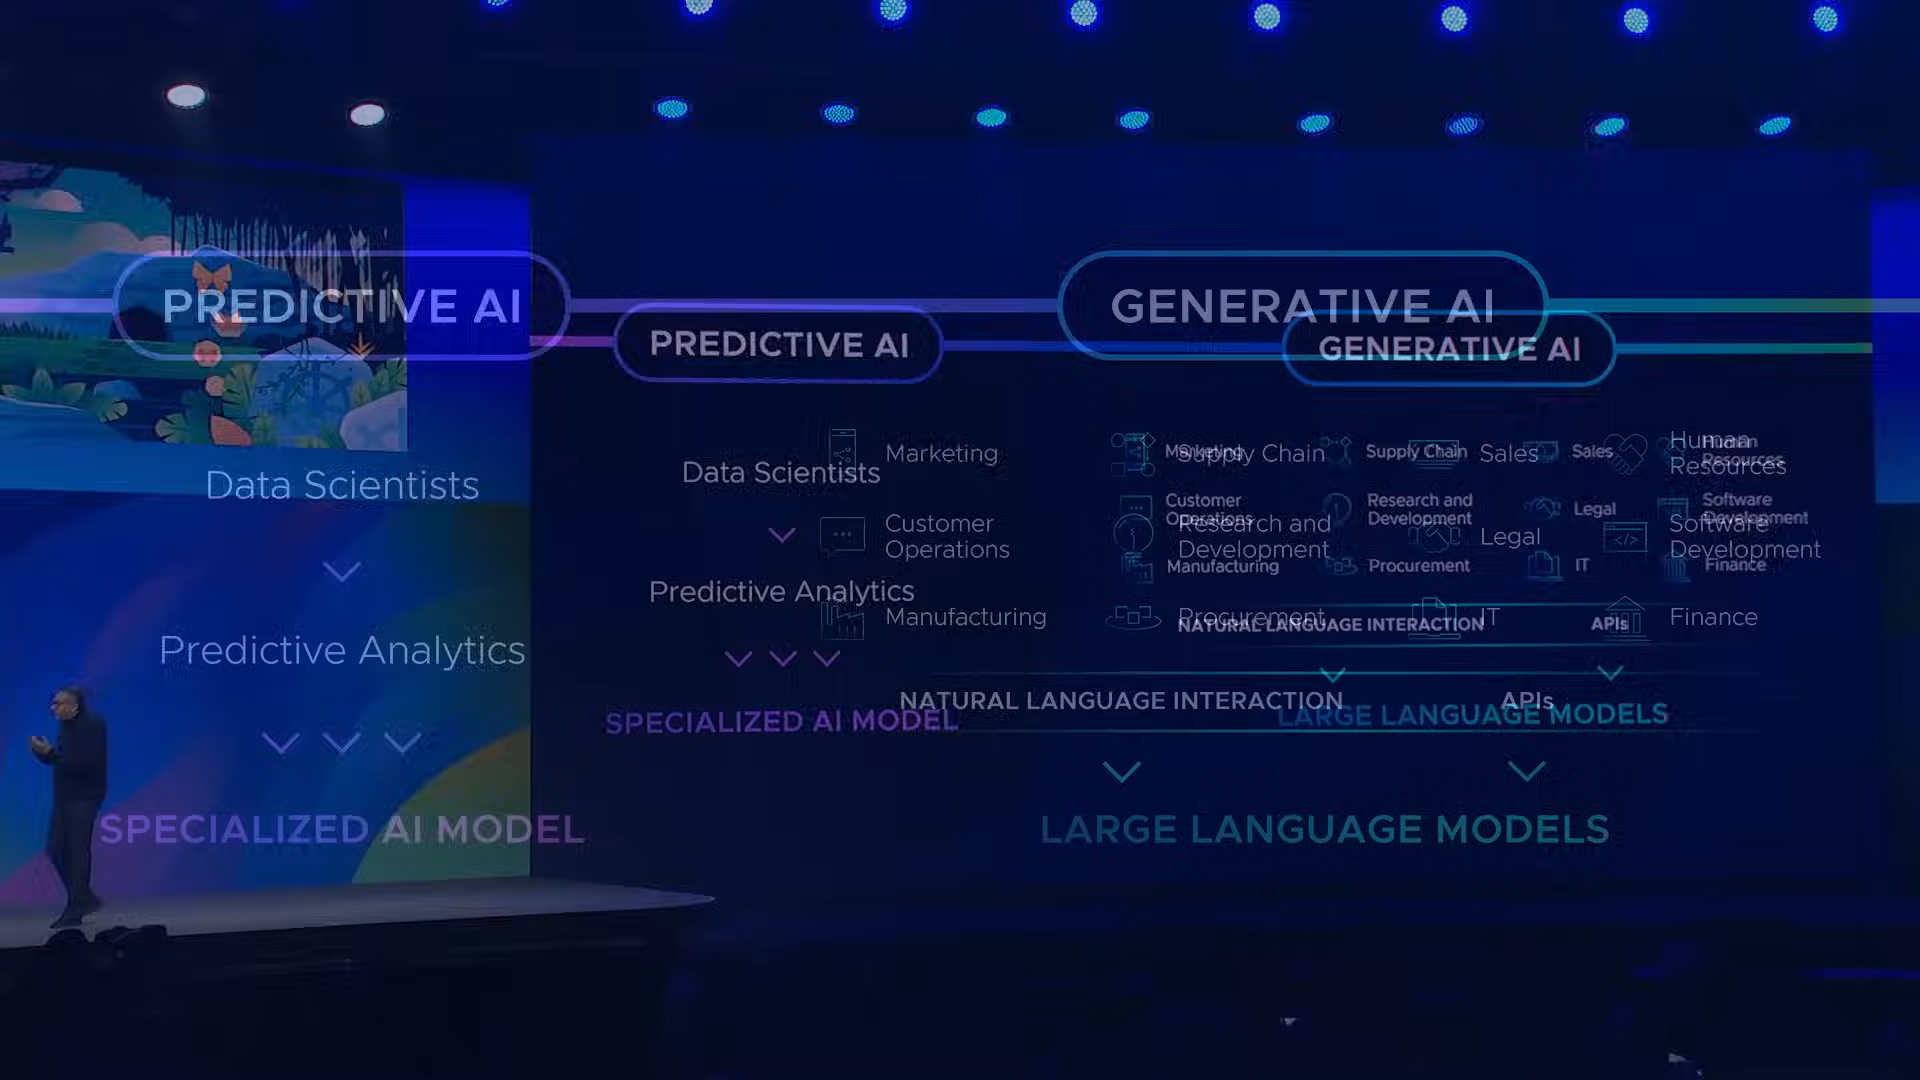 PREDICTIVE AI
GENERATIVE AI
Data Scientists
Predictive Analytics
SPECIALIZED AI MODEL
Marketing
Supply Chain
Sales
Human
Resources
Customer
Operations
Research and
Development
Legal
Software
Development
Manufacturing
Procurement
IT
Finance
NATURAL LANGUAGE INTERACTION
APIs
LARGE LANGUAGE MODELS
PREDICTIVE AI
GENERATIVE AI
Data Scientists
Predictive Analytics
SPECIALIZED AI MODEL
Marketing
Supply Chain
Sales
Human
Resources
Customer
Operations
Research and
Development
Legal
Software
Development
Manufacturing
Procurement
IT
Finance
NATURAL LANGUAGE INTERACTION
APIs
LARGE LANGUAGE MODELS